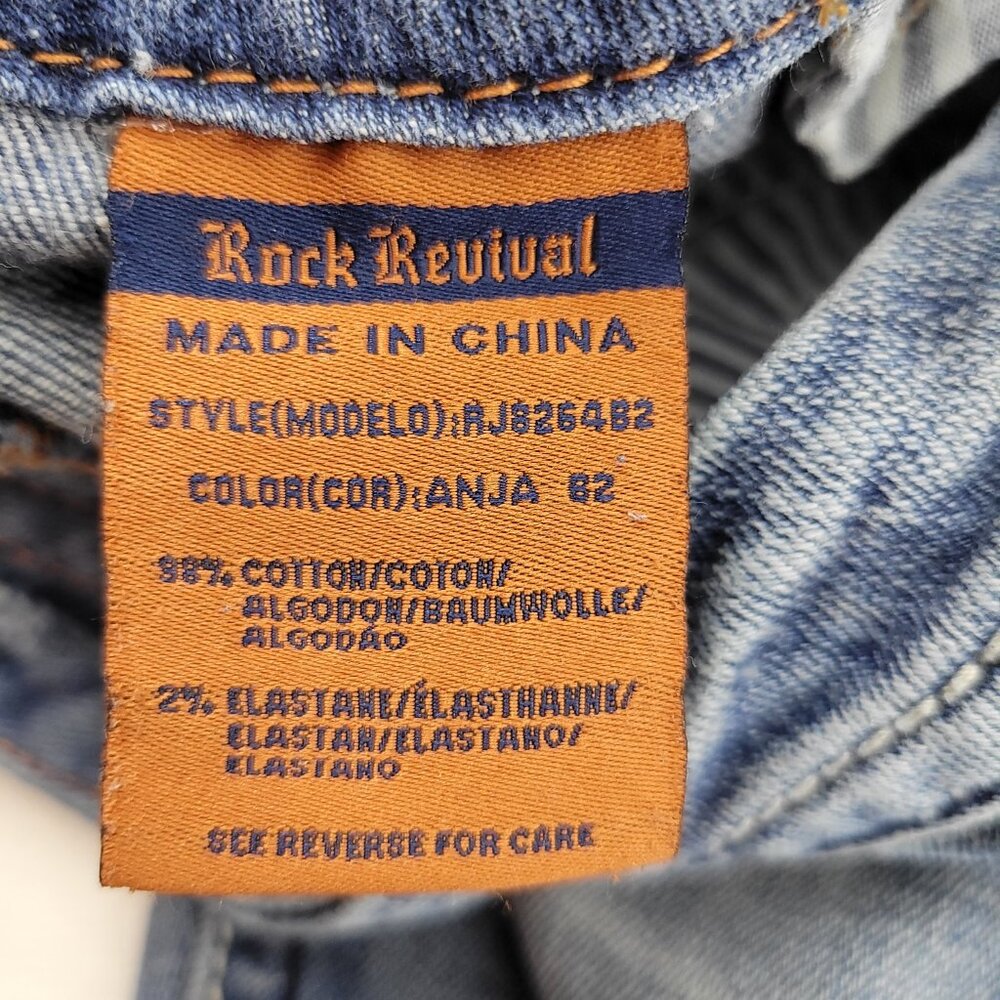 Rock Revival
MADE IN CHINA
STYLE(MODELO):RJ8264B2
COLOR(COR):ANJA B2
98% COTTON/COTON/
ALGODON/BAUMWOLLE/
ALGODÃO
2% ELASTANE/ÉLASTHANNE/
ELASTAN/ELASTANO/
ELASTANO
SEE REVERSE FOR CARE